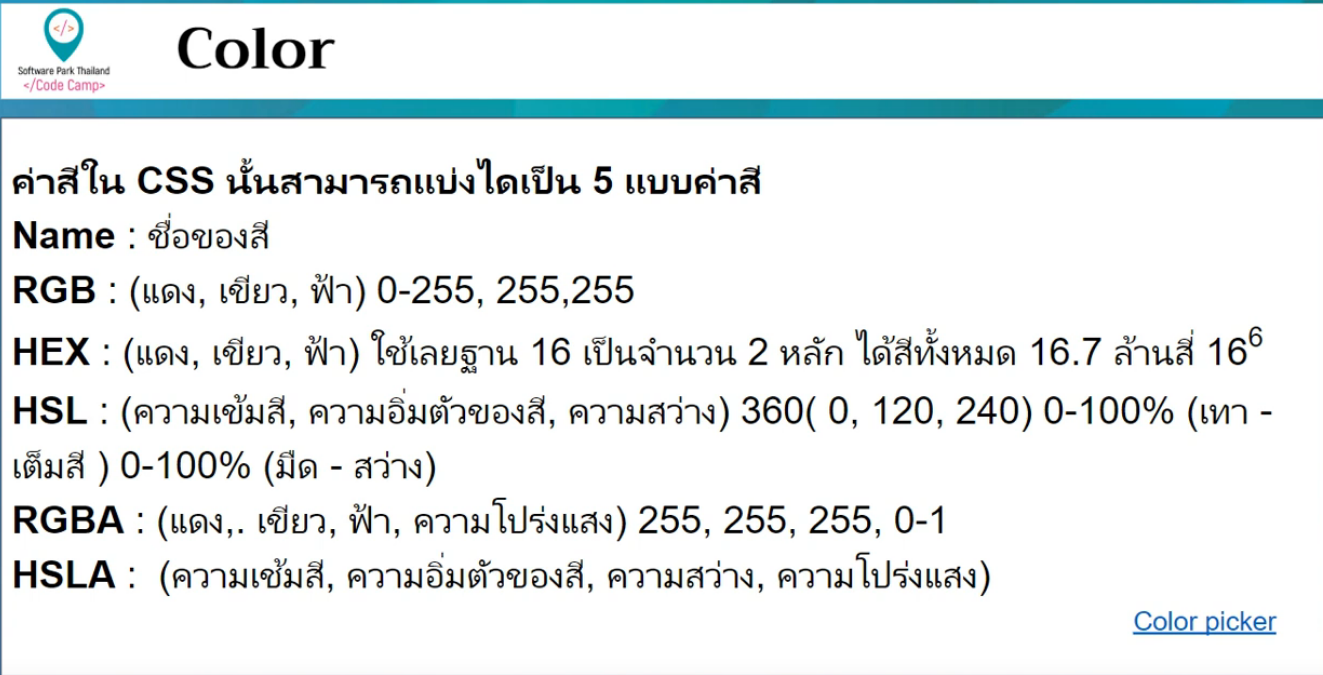 </>
Software Park Thailand
</Code Camp>
Color
ค่าสีใน CSS นั้นสามารถแบ่งไดเป็น 5 แบบค่าสี
Name : ชื่อของสี
RGB : (แดง, เขียว, ฟ้า) 0-255, 255,255
HEX : (แดง, เขียว, ฟ้า) ใช้เลยฐาน 16 เป็นจำนวน 2 หลัก ได้สีทั้งหมด 16.7 ล้านสี่ 16⁶
HSL : (ความเข้มสี, ความอิ่มตัวของสี, ความสว่าง) 360( 0, 120, 240) 0-100% (เทา -
เต็มสี ) 0-100% (มืด - สว่าง)
RGBA : (แดง,. เขียว, ฟ้า, ความโปร่งแสง) 255, 255, 255, 0-1
HSLA :  (ความเช้มสี, ความอิ่มตัวของสี, ความสว่าง, ความโปร่งแสง)
Color picker